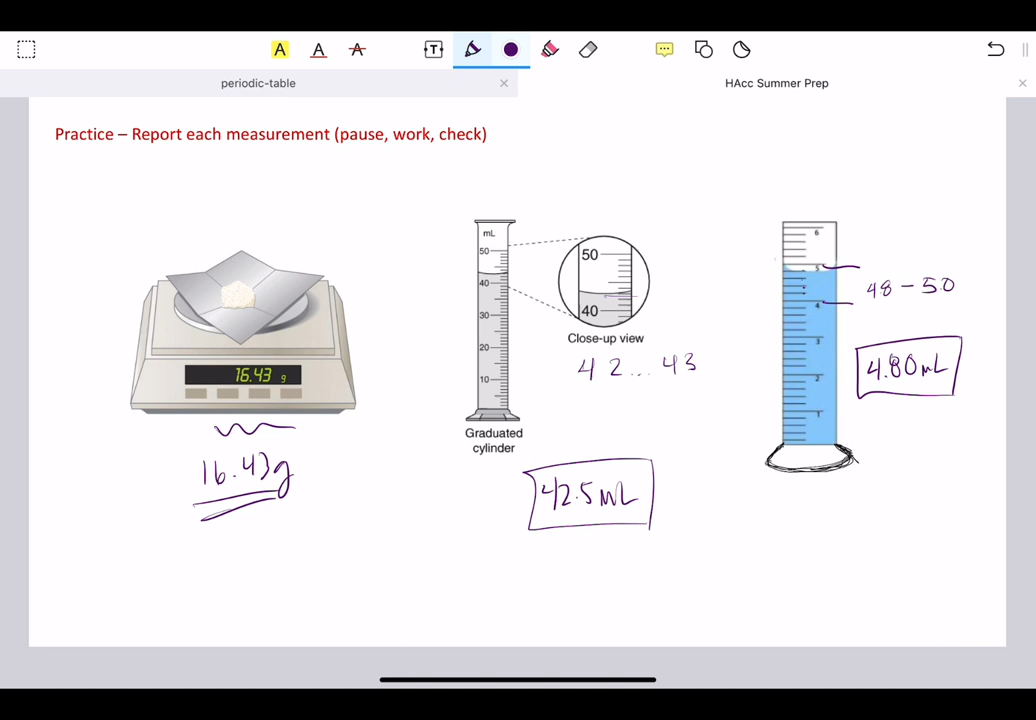 A A A T
periodic-table × HAcc Summer Prep ×
Practice – Report each measurement (pause, work, check)
16.43 g
16.43g
mL
50
40
30
20
10
50
40
Close-up view
42...43
Graduated
cylinder
42.5mL
6
5
4
3
2
1
48 - 5.0
4.80mL